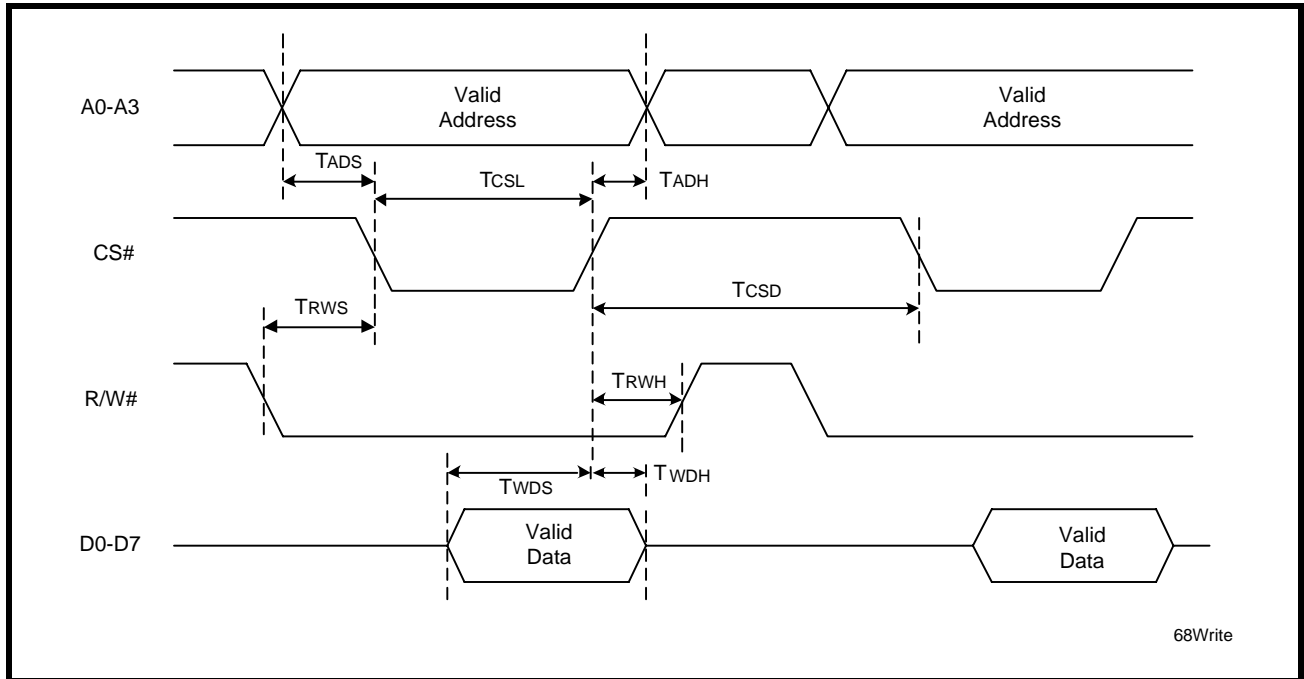 A0-A3
Valid
Address
Valid
Address
TADS
TCSL
TADH
CS#
TCSD
TRWS
R/W#
TRWH
TWDS
TWDH
D0-D7
Valid
Data
Valid
Data
68Write